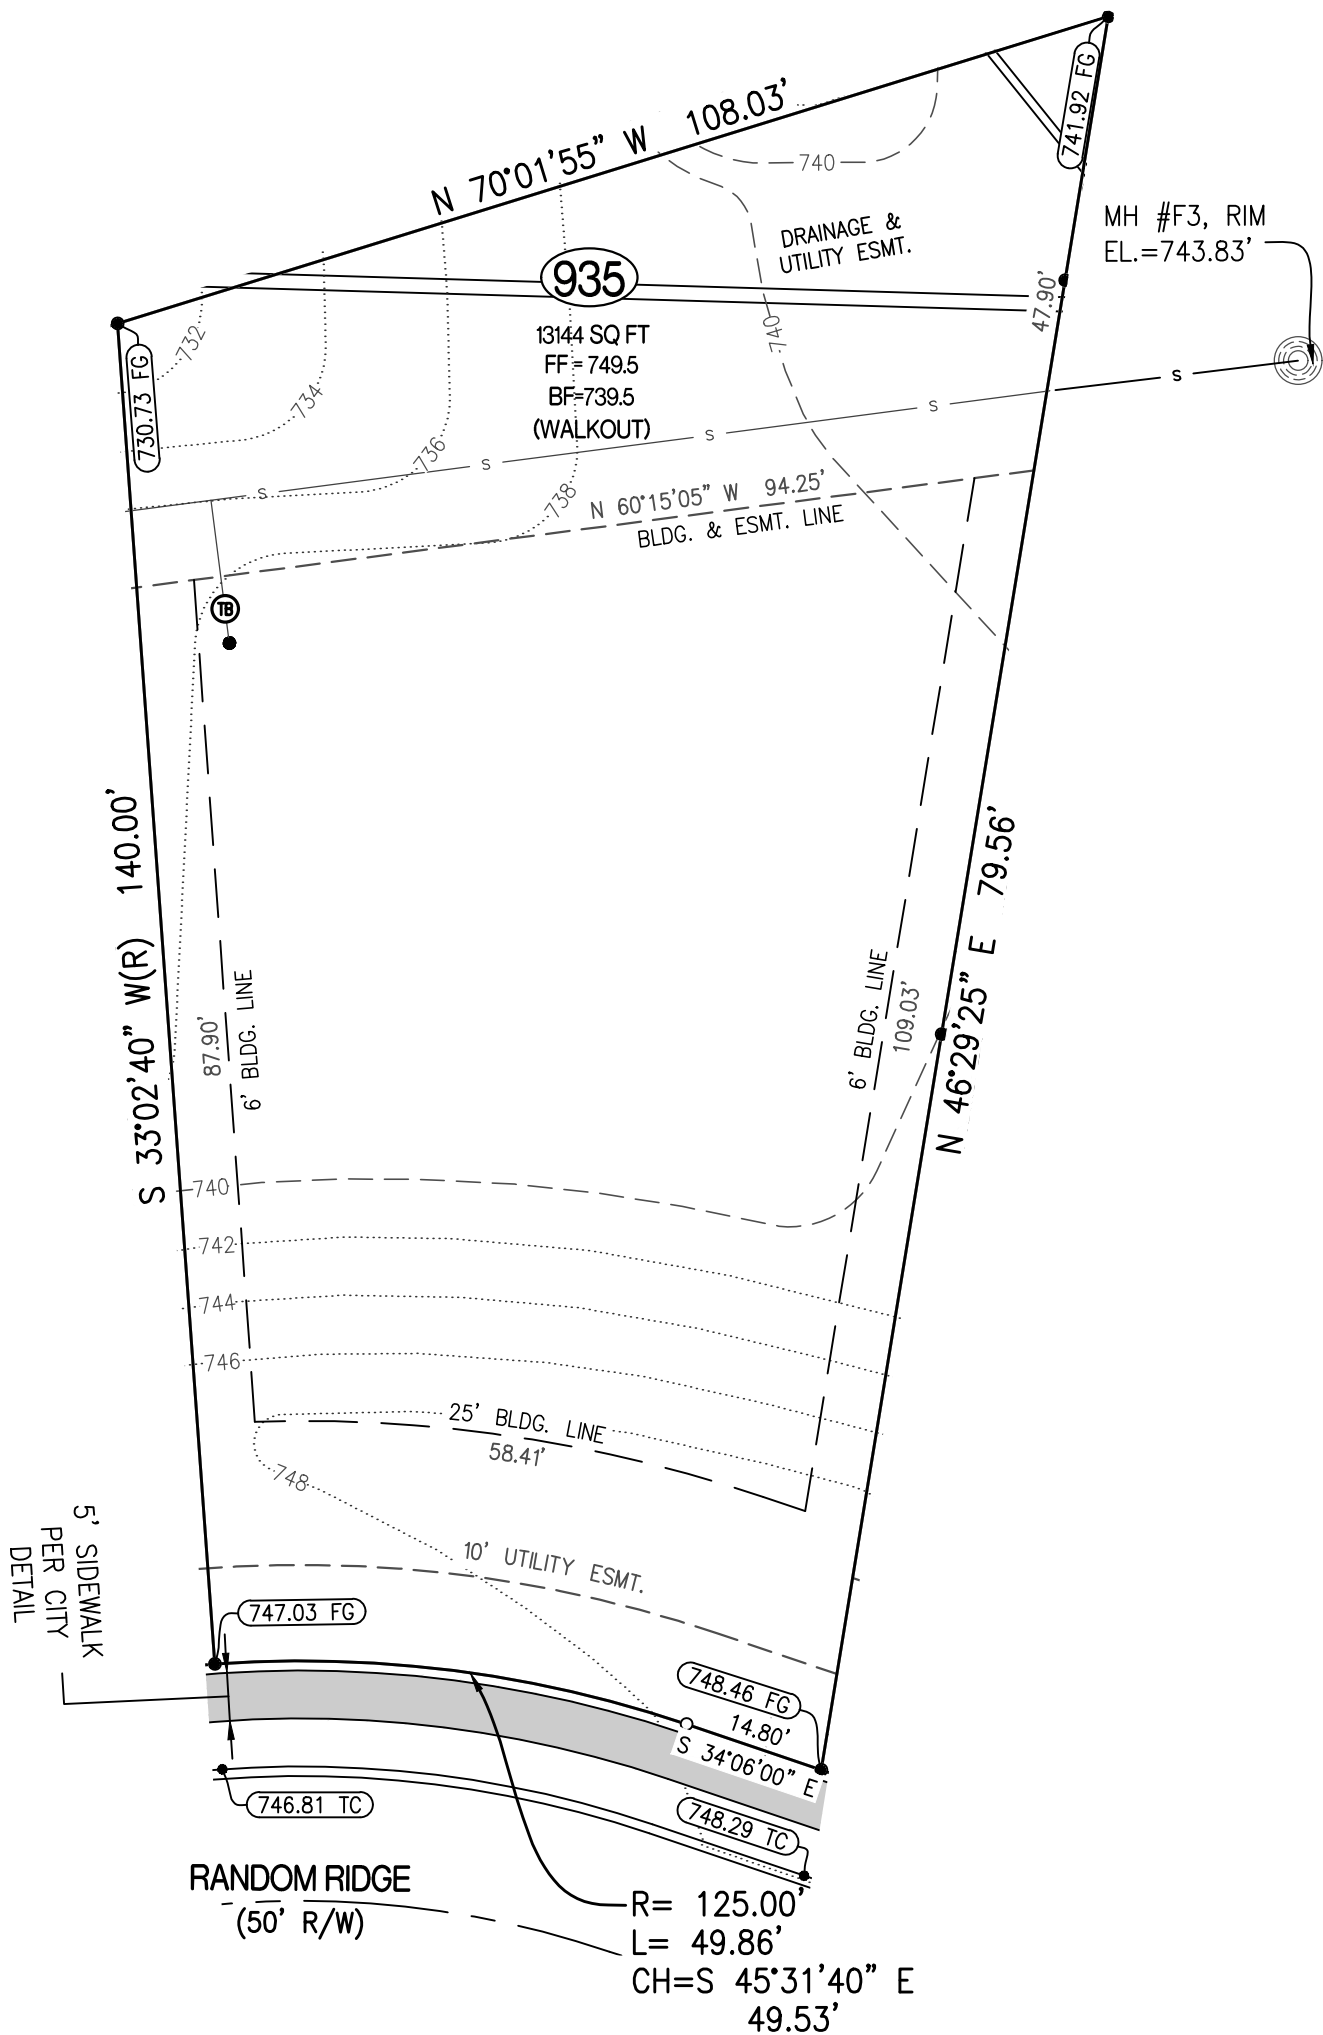 741.92 FG
N 70°01'55" W 108.03'
740
MH #F3, RIM
EL.=743.83'
DRAINAGE &
UTILITY ESMT.
935
13144 SQ FT
FF = 749.5
BF=739.5
(WALKOUT)
47.90'
740
732
730.73 FG
734
736
738
S
S
S
S
S
N 60°15'05" W 94.25'
BLDG. & ESMT. LINE
TB
S 33°02'40" W(R) 140.00'
87.90'
6' BLDG. LINE
6' BLDG. LINE
109.03'
N 46°29'25" E 79.56'
740
742
744
746
25' BLDG. LINE
58.41'
748
10' UTILITY ESMT.
5' SIDEWALK
PER CITY
DETAIL
747.03 FG
748.46 FG
14.80'
S 34°06'00" E
746.81 TC
748.29 TC
RANDOM RIDGE
(50' R/W)
R= 125.00'
L= 49.86'
CH=S 45°31'40" E
49.53'